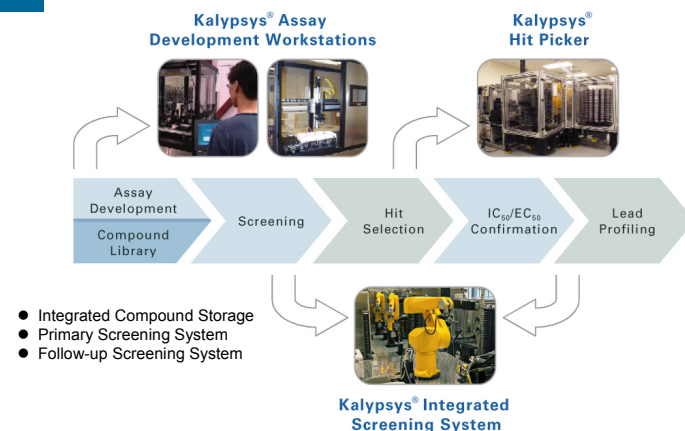 Kalypsys® Assay
Development Workstations
Kalypsys®
Hit Picker
Assay
Development
Compound
Library
Screening
Hit
Selection
IC₅₀/EC₅₀
Confirmation
Lead
Profiling
● Integrated Compound Storage
● Primary Screening System
● Follow-up Screening System
Kalypsys® Integrated
Screening System